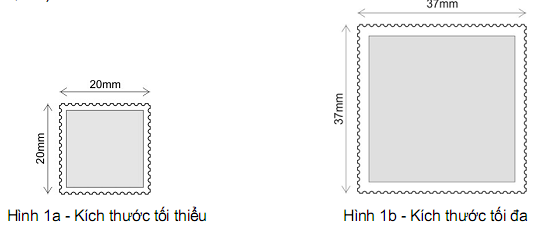 37mm
20mm
37mm
20mm
Hình 1a - Kích thước tối thiểu
Hình 1b - Kích thước tối đa